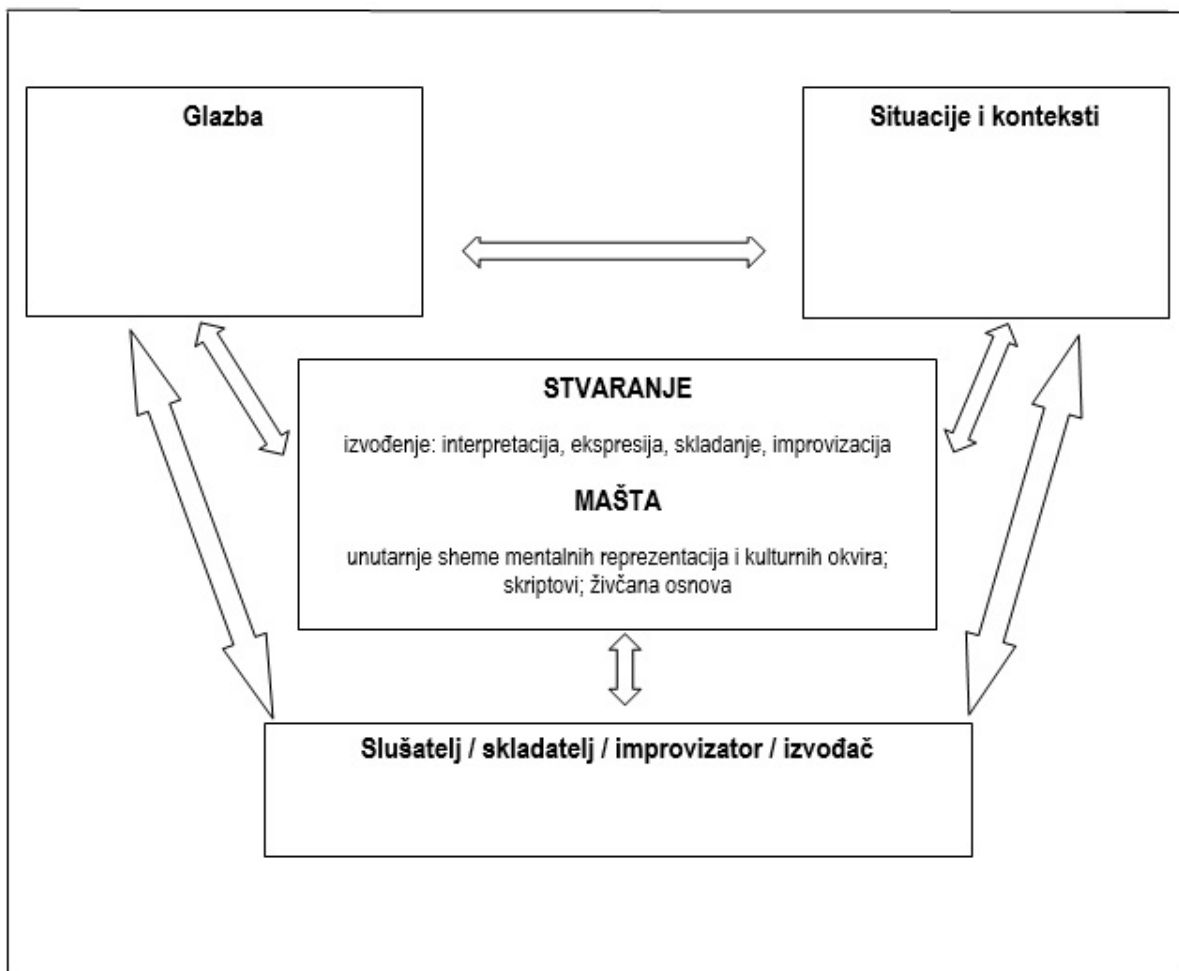 Glazba
Situacije i konteksti
STVARANJE
izvođenje: interpretacija, ekspresija, skladanje, improvizacija
MAŠTA
unutarnje sheme mentalnih reprezentacija i kulturnih okvira;
skriptovi; živčana osnova
Slušatelj / skladatelj / improvizator / izvođač